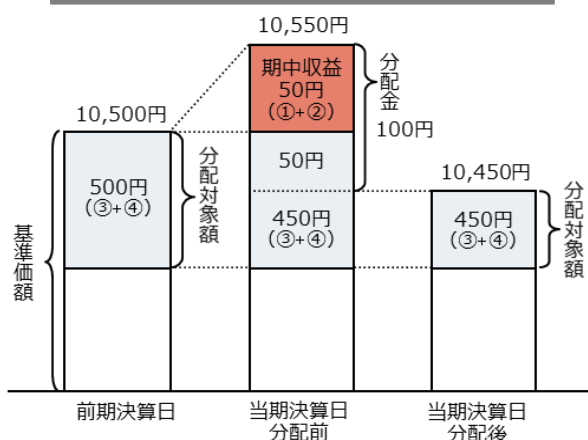 10,550円
期中収益
50円
(①+②)
分配金
100円
10,500円
500円
(③+④)
分配対象額
50円
450円
(③+④)
10,450円
450円
(③+④)
分配対象額
基準価額
前期決算日
当期決算日
分配前
当期決算日
分配後